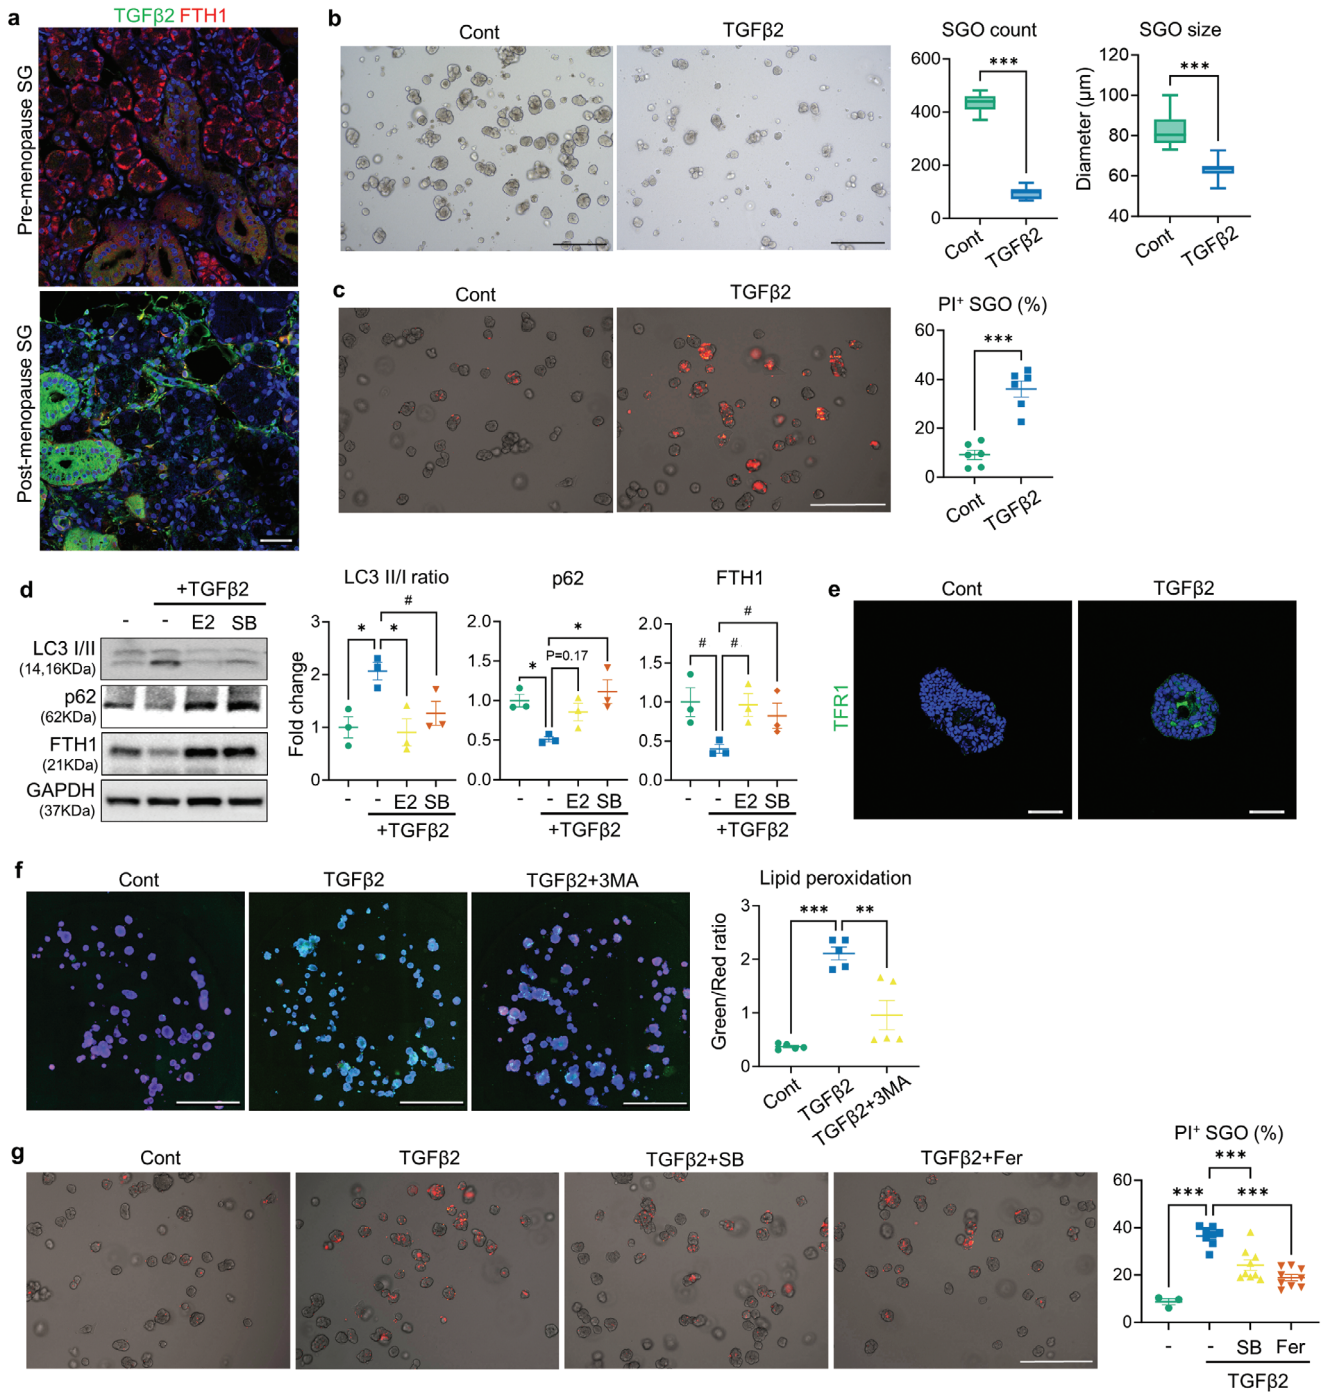 a
TGFβ2 FTH1
Pre-menopause SG
Post-menopause SG
b
Cont
TGFβ2
SGO count
600
400
200
0
***
Cont
TGFβ2
SGO size
Diameter (μm)
120
100
80
60
40
***
Cont
TGFβ2
c
Cont
TGFβ2
PI⁺ SGO (%)
60
40
20
0
***
Cont
TGFβ2
d
+TGFβ2
- - E2 SB
LC3 I/II
(14,16KDa)
p62
(62KDa)
FTH1
(21KDa)
GAPDH
(37KDa)
LC3 II/I ratio
Fold change
3
2
1
0
#
* *
- - E2 SB
+TGFβ2
p62
2.0
1.5
1.0
0.5
0.0
*
P=0.17
*
- - E2 SB
+TGFβ2
FTH1
2.0
1.5
1.0
0.5
0.0
#
# #
- - E2 SB
+TGFβ2
e
Cont
TGFβ2
TFR1
f
Cont
TGFβ2
TGFβ2+3MA
Lipid peroxidation
Green/Red ratio
3
2
1
0
*** **
Cont
TGFβ2
TGFβ2+3MA
g
Cont
TGFβ2
TGFβ2+SB
TGFβ2+Fer
PI⁺ SGO (%)
60
40
20
0
***
*** ***
- - SB Fer
TGFβ2